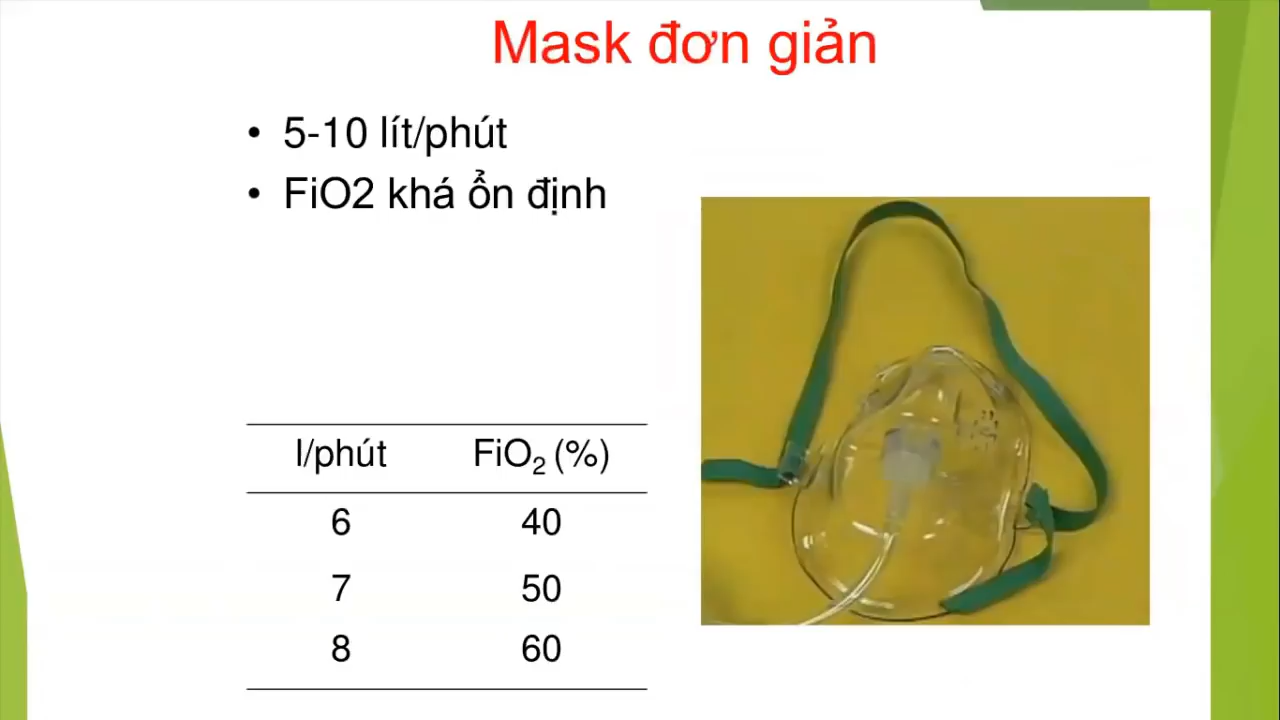 Mask đơn giản
• 5-10 lít/phút
• FiO2 khá ổn định
l/phút FiO₂ (%)
6 40
7 50
8 60